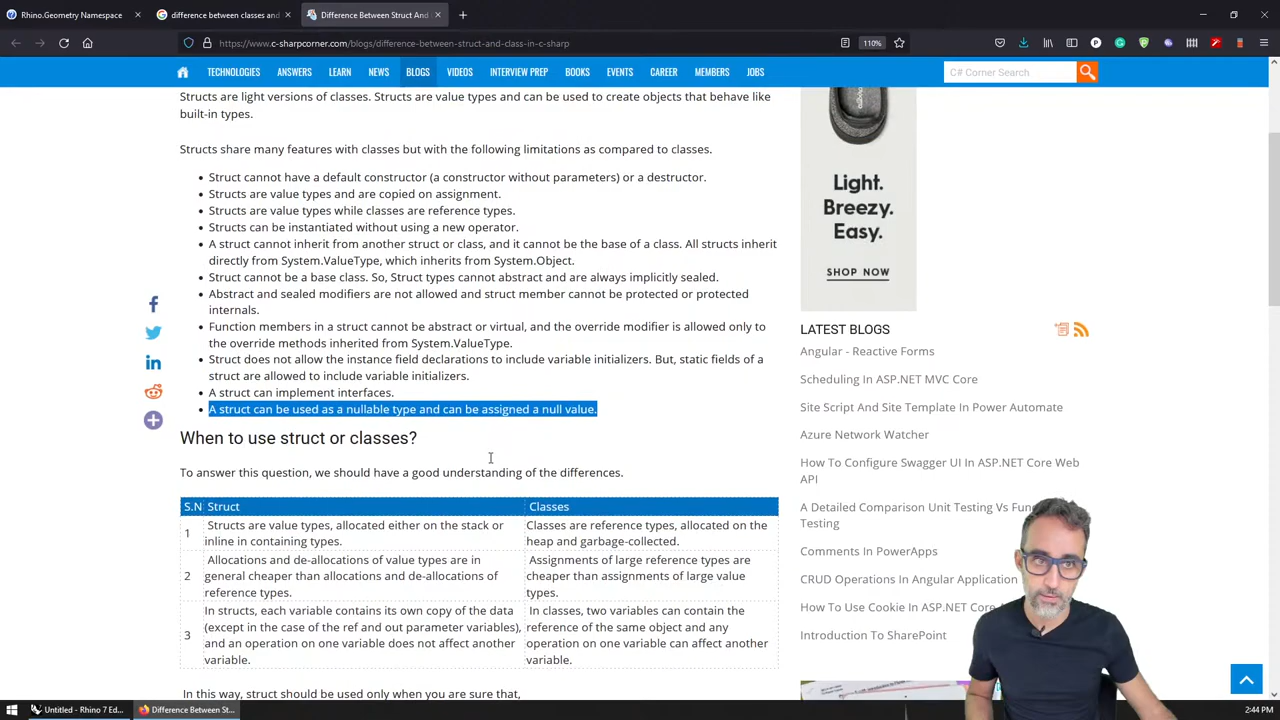 Rhino.Geometry Namespace
difference between classes and
Difference Between Struct And
https://www.c-sharpcorner.com/blogs/difference-between-struct-and-class-in-c-sharp
110%
TECHNOLOGIES ANSWERS LEARN NEWS BLOGS VIDEOS INTERVIEW PREP BOOKS EVENTS CAREER MEMBERS JOBS
C# Corner Search
Structs are light versions of classes. Structs are value types and can be used to create objects that behave like
built-in types.
Structs share many features with classes but with the following limitations as compared to classes.
• Struct cannot have a default constructor (a constructor without parameters) or a destructor.
• Structs are value types and are copied on assignment.
• Structs are value types while classes are reference types.
• Structs can be instantiated without using a new operator.
• A struct cannot inherit from another struct or class, and it cannot be the base of a class. All structs inherit
directly from System.ValueType, which inherits from System.Object.
• Struct cannot be a base class. So, Struct types cannot abstract and are always implicitly sealed.
• Abstract and sealed modifiers are not allowed and struct member cannot be protected or protected
internals.
• Function members in a struct cannot be abstract or virtual, and the override modifier is allowed only to
the override methods inherited from System.ValueType.
• Struct does not allow the instance field declarations to include variable initializers. But, static fields of a
struct are allowed to include variable initializers.
• A struct can implement interfaces.
• A struct can be used as a nullable type and can be assigned a null value.
When to use struct or classes?
To answer this question, we should have a good understanding of the differences.
S.N Struct Classes
1
Structs are value types, allocated either on the stack or
inline in containing types.
Classes are reference types, allocated on the
heap and garbage-collected.
2
Allocations and de-allocations of value types are in
general cheaper than allocations and de-allocations of
reference types.
Assignments of large reference types are
cheaper than assignments of large value
types.
3
In structs, each variable contains its own copy of the data
(except in the case of the ref and out parameter variables),
and an operation on one variable does not affect another
variable.
In classes, two variables can contain the
reference of the same object and any
operation on one variable can affect another
variable.
In this way, struct should be used only when you are sure that,
Light.
Breezy.
Easy.
SHOP NOW
LATEST BLOGS
Angular - Reactive Forms
Scheduling In ASP.NET MVC Core
Site Script And Site Template In Power Automate
Azure Network Watcher
How To Configure Swagger UI In ASP.NET Core Web
API
A Detailed Comparison Unit Testing Vs
Testing
Comments In PowerApps
CRUD Operations In Angular Application
How To Use Cookie In ASP.NET Core
Introduction To SharePoint
Untitled - Rhino 7 Edu...
Difference Between St...
2:44 PM